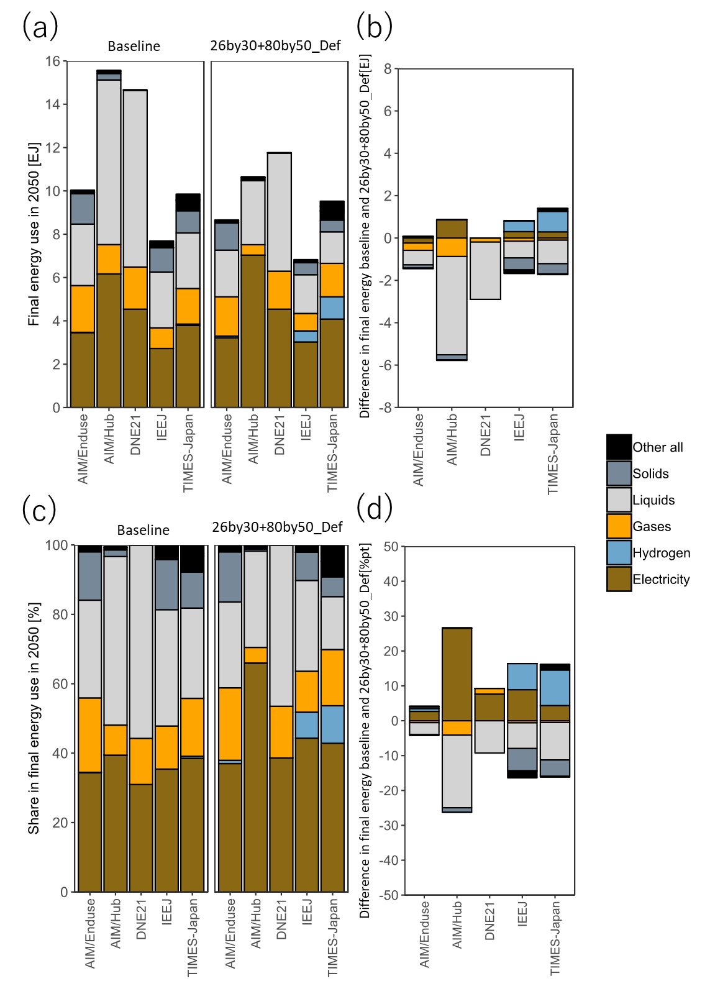 (a)
Baseline
26by30+80by50_Def
Final energy use in 2050 [EJ]
16
14
12
10
8
6
4
2
0
AIM/Enduse
AIM/Hub
DNE21
IEEJ
TIMES-Japan
AIM/Enduse
AIM/Hub
DNE21
IEEJ
TIMES-Japan
(b)
Difference in final energy baseline and 26by30+80by50_Def[EJ]
8
6
4
2
0
-2
-4
-6
-8
AIM/Enduse
AIM/Hub
DNE21
IEEJ
TIMES-Japan
Other all
Solids
Liquids
Gases
Hydrogen
Electricity
(c)
Baseline
26by30+80by50_Def
Share in final energy use in 2050 [%]
100
80
60
40
20
0
AIM/Enduse
AIM/Hub
DNE21
IEEJ
TIMES-Japan
AIM/Enduse
AIM/Hub
DNE21
IEEJ
TIMES-Japan
(d)
Difference in final energy baseline and 26by30+80by50_Def[%pt]
50
40
30
20
10
0
-10
-20
-30
-40
-50
AIM/Enduse
AIM/Hub
DNE21
IEEJ
TIMES-Japan